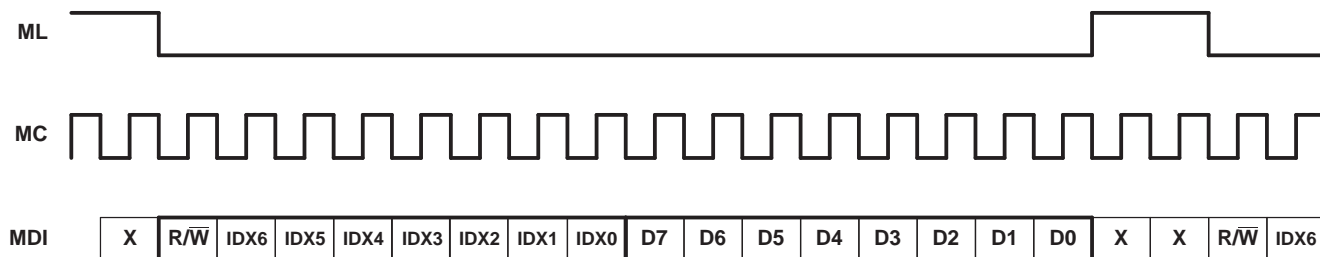 ML
MC
MDI X R/W̅ IDX6 IDX5 IDX4 IDX3 IDX2 IDX1 IDX0 D7 D6 D5 D4 D3 D2 D1 D0 X X R/W̅ IDX6